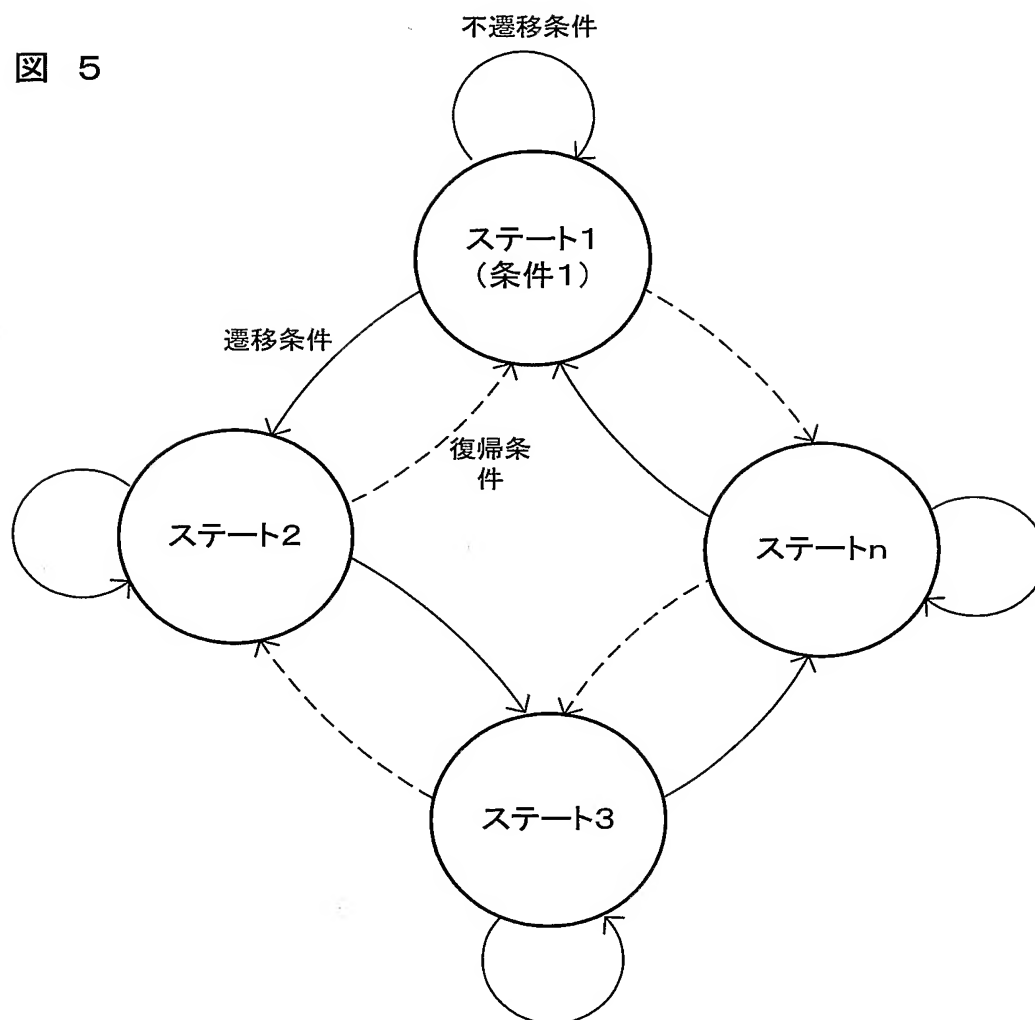 不遷移条件
図 5
ステート1
（条件1）
遷移条件
復帰条
件
ステート2
ステートn
ステート3